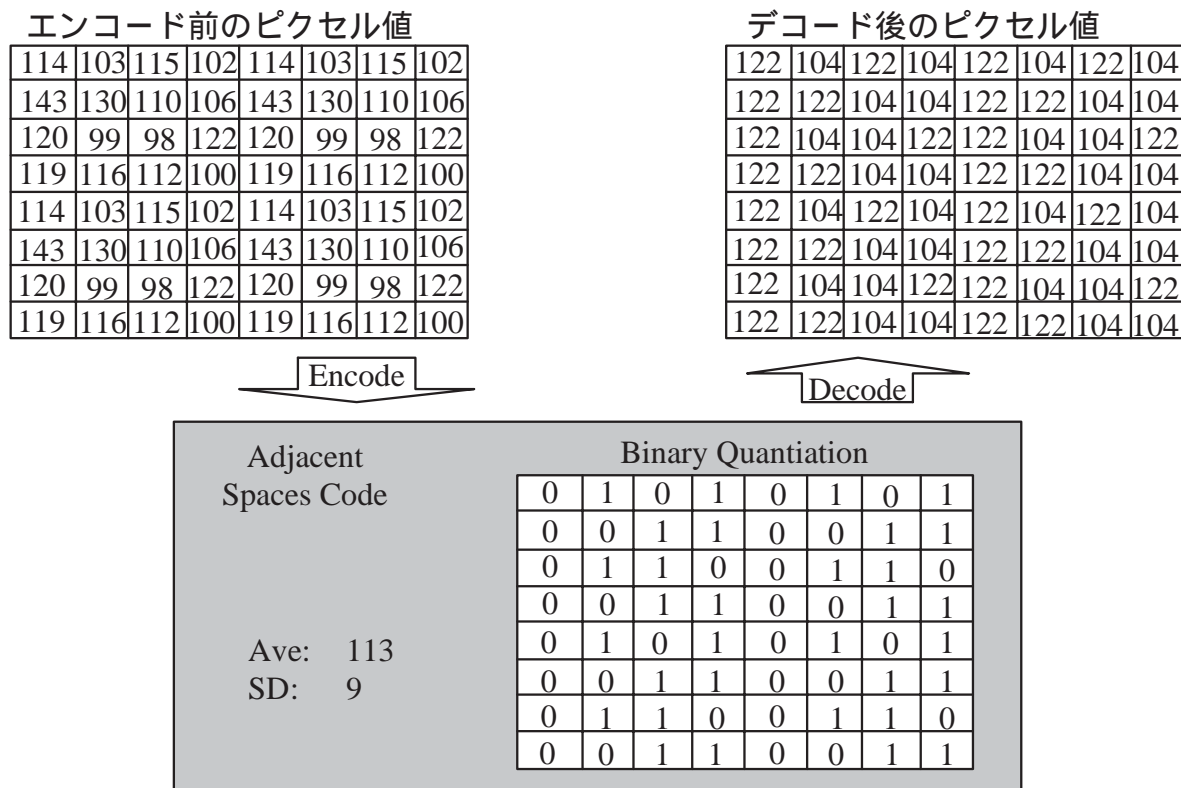 エンコード前のピクセル値
114 103 115 102 114 103 115 102
143 130 110 106 143 130 110 106
120 99 98 122 120 99 98 122
119 116 112 100 119 116 112 100
114 103 115 102 114 103 115 102
143 130 110 106 143 130 110 106
120 99 98 122 120 99 98 122
119 116 112 100 119 116 112 100
デコード後のピクセル値
122 104 122 104 122 104 122 104
122 122 104 104 122 122 104 104
122 104 104 122 122 104 104 122
122 122 104 104 122 122 104 104
122 104 122 104 122 104 122 104
122 122 104 104 122 122 104 104
122 104 104 122 122 104 104 122
122 122 104 104 122 122 104 104
Encode
Decode
Adjacent
Spaces Code
Ave: 113
SD: 9
Binary Quantiation
0 1 0 1 0 1 0 1
0 0 1 1 0 0 1 1
0 1 1 0 0 1 1 0
0 0 1 1 0 0 1 1
0 1 0 1 0 1 0 1
0 0 1 1 0 0 1 1
0 1 1 0 0 1 1 0
0 0 1 1 0 0 1 1